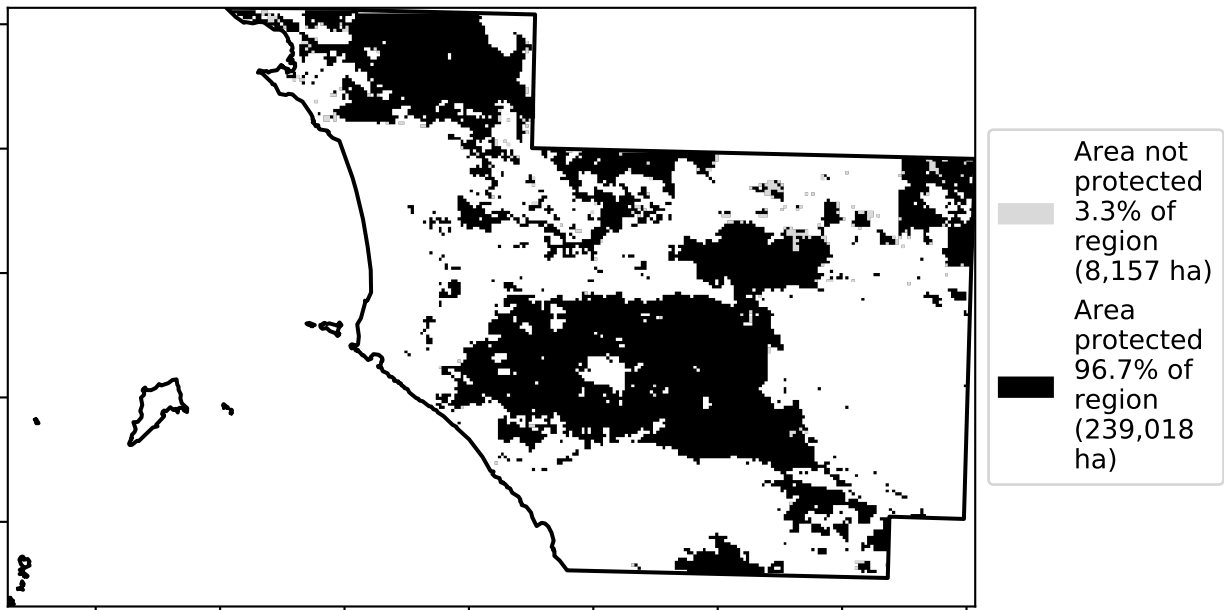 Area not
protected
3.3% of
region
(8,157 ha)
Area
protected
96.7% of
region
(239,018
ha)